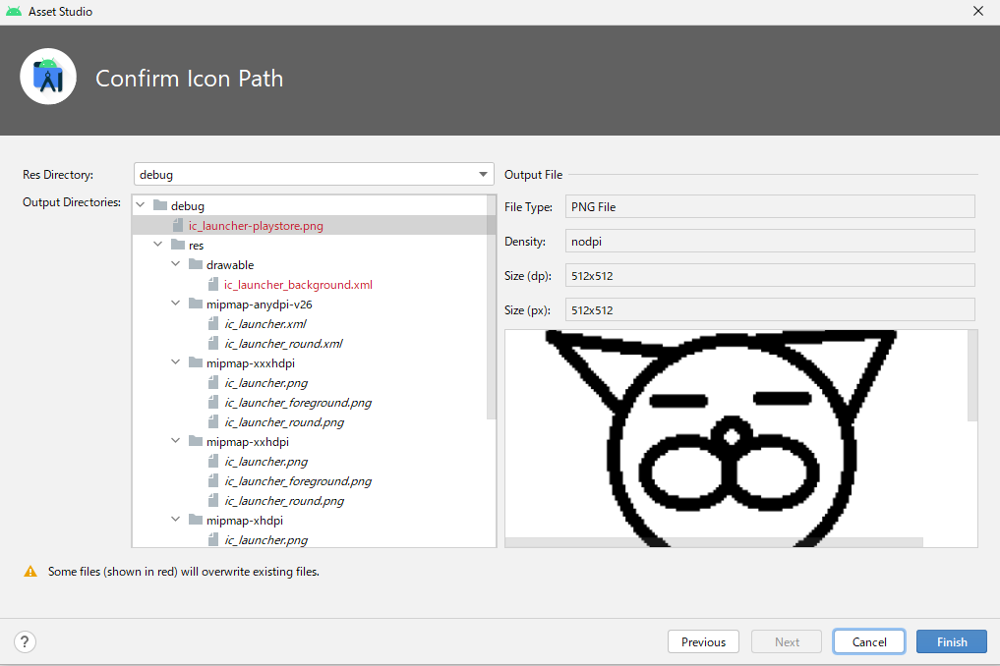 Asset Studio
Confirm Icon Path
Res Directory:
debug
Output Directories:
debug
ic_launcher-playstore.png
res
drawable
ic_launcher_background.xml
mipmap-anydpi-v26
ic_launcher.xml
ic_launcher_round.xml
mipmap-xxxhdpi
ic_launcher.png
ic_launcher_foreground.png
ic_launcher_round.png
mipmap-xxhdpi
ic_launcher.png
ic_launcher_foreground.png
ic_launcher_round.png
mipmap-xhdpi
ic_launcher.png
Output File
File Type: PNG File
Density: nodpi
Size (dp): 512x512
Size (px): 512x512
Some files (shown in red) will overwrite existing files.
?
Previous
Next
Cancel
Finish